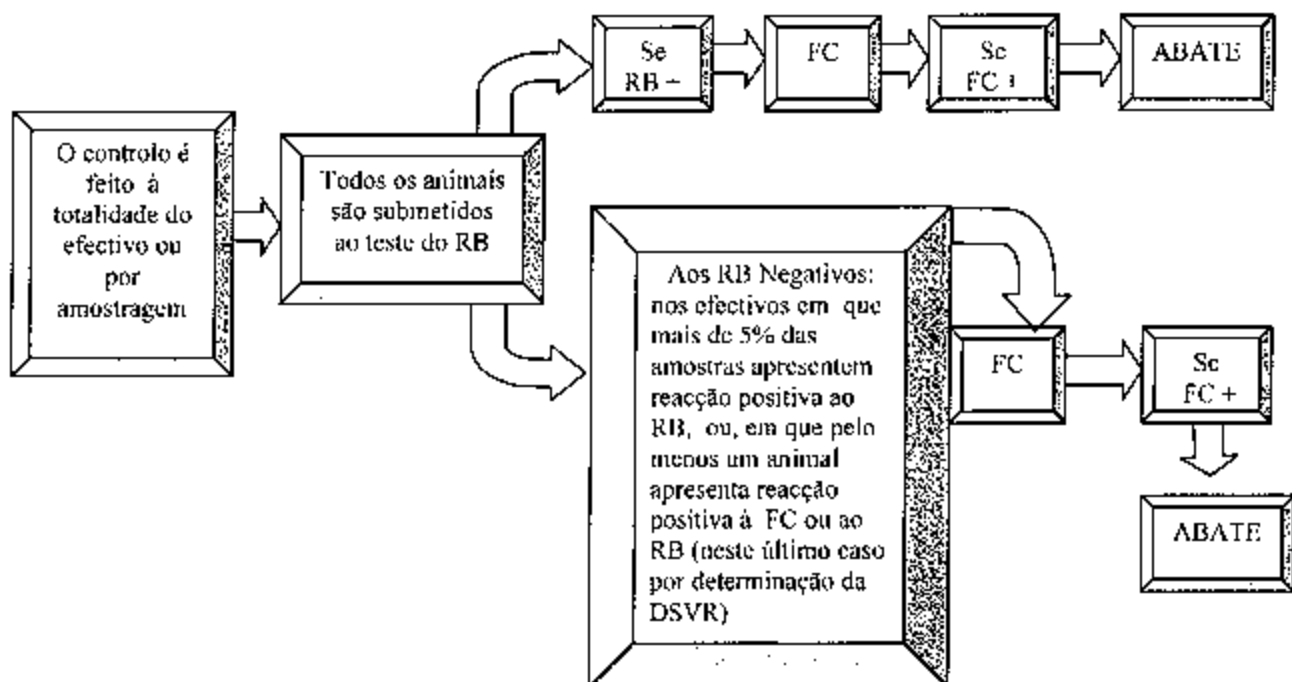 O controlo é
feito à
totalidade do
efectivo ou
por
amostragem
Todos os animais
são submetidos
ao teste do RB
Se
RB +
FC
Se
FC +
ABATE
Aos RB Negativos:
nos efectivos em que
mais de 5% das
amostras apresentem
reacção positiva ao
RB, ou, em que pelo
menos um animal
apresenta reacção
positiva à FC ou ao
RB (neste último caso
por determinação da
DSVR)
FC
Se
FC +
ABATE